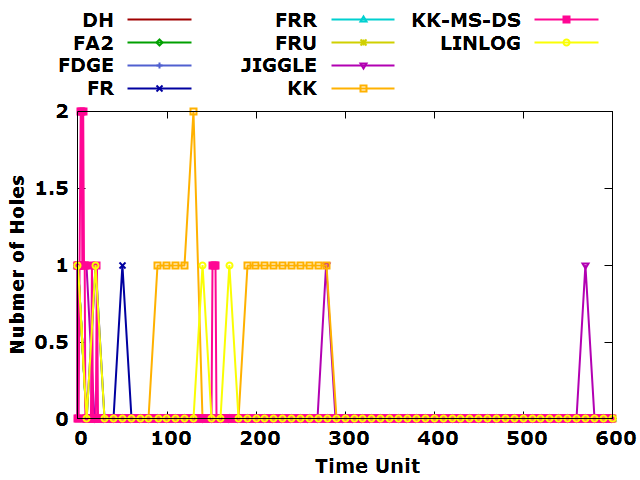 DH
FA2
FDGE
FR
FRR
FRU
JIGGLE
KK
KK-MS-DS
LINLOG
2
1.5
1
0.5
0
Nubmer of Holes
0 100 200 300 400 500 600
Time Unit